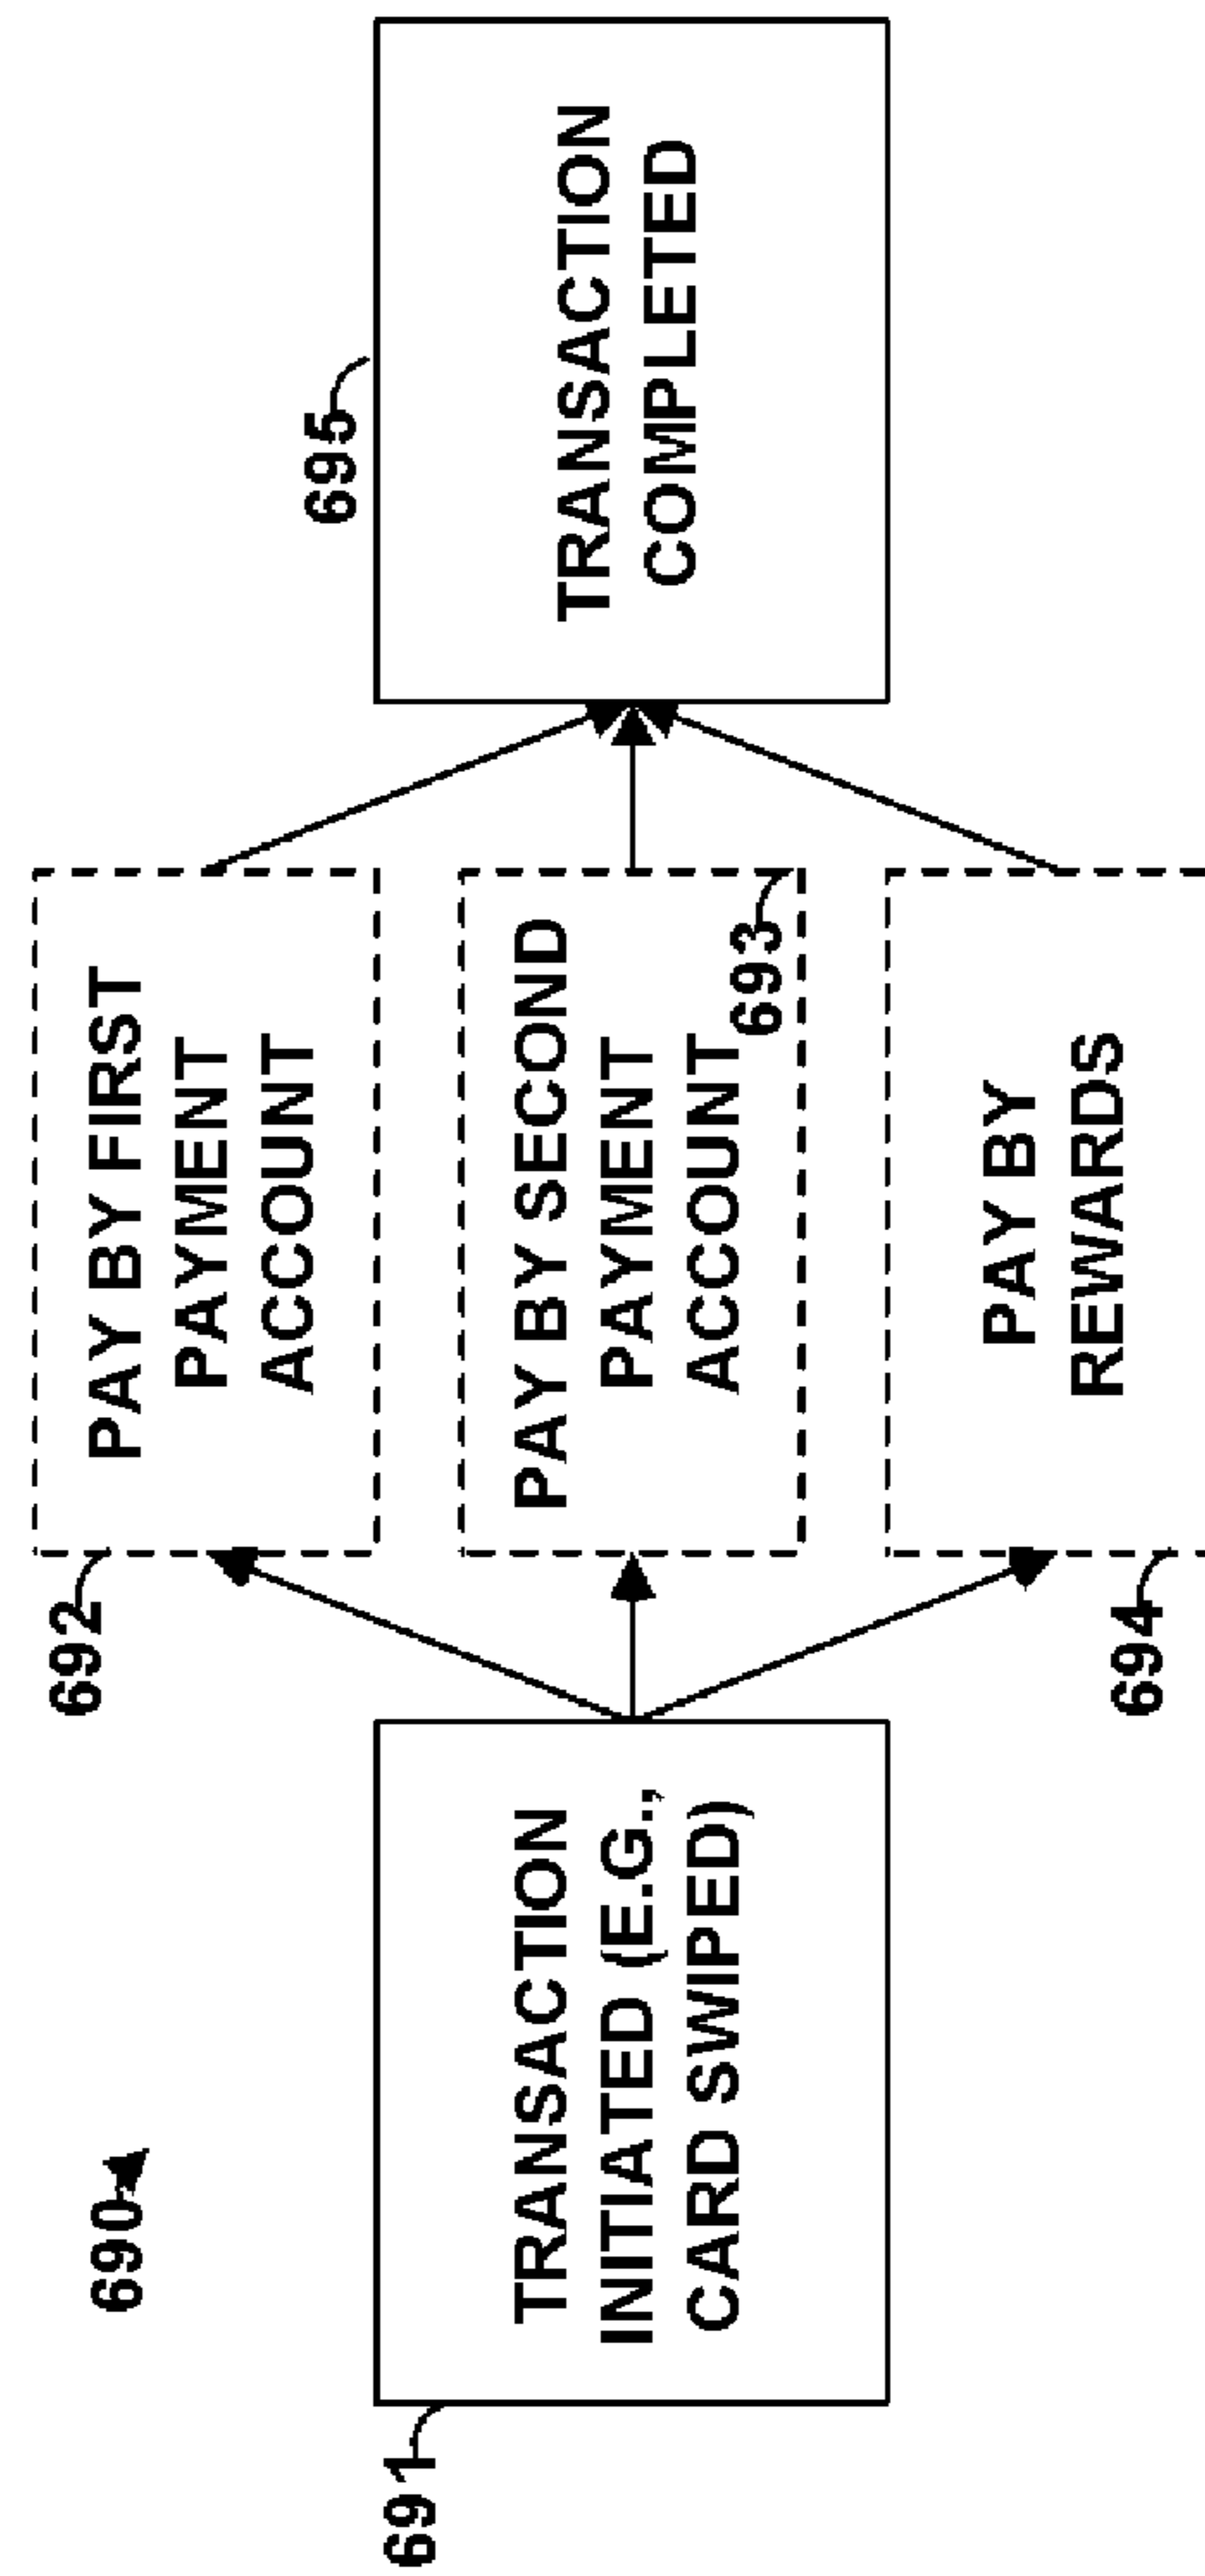 690
691
TRANSACTION
INITIATED (E.G.,
CARD SWIPED)
692
PAY BY FIRST
PAYMENT
ACCOUNT
PAY BY SECOND
PAYMENT
ACCOUNT
693
694
PAY BY
REWARDS
695
TRANSACTION
COMPLETED